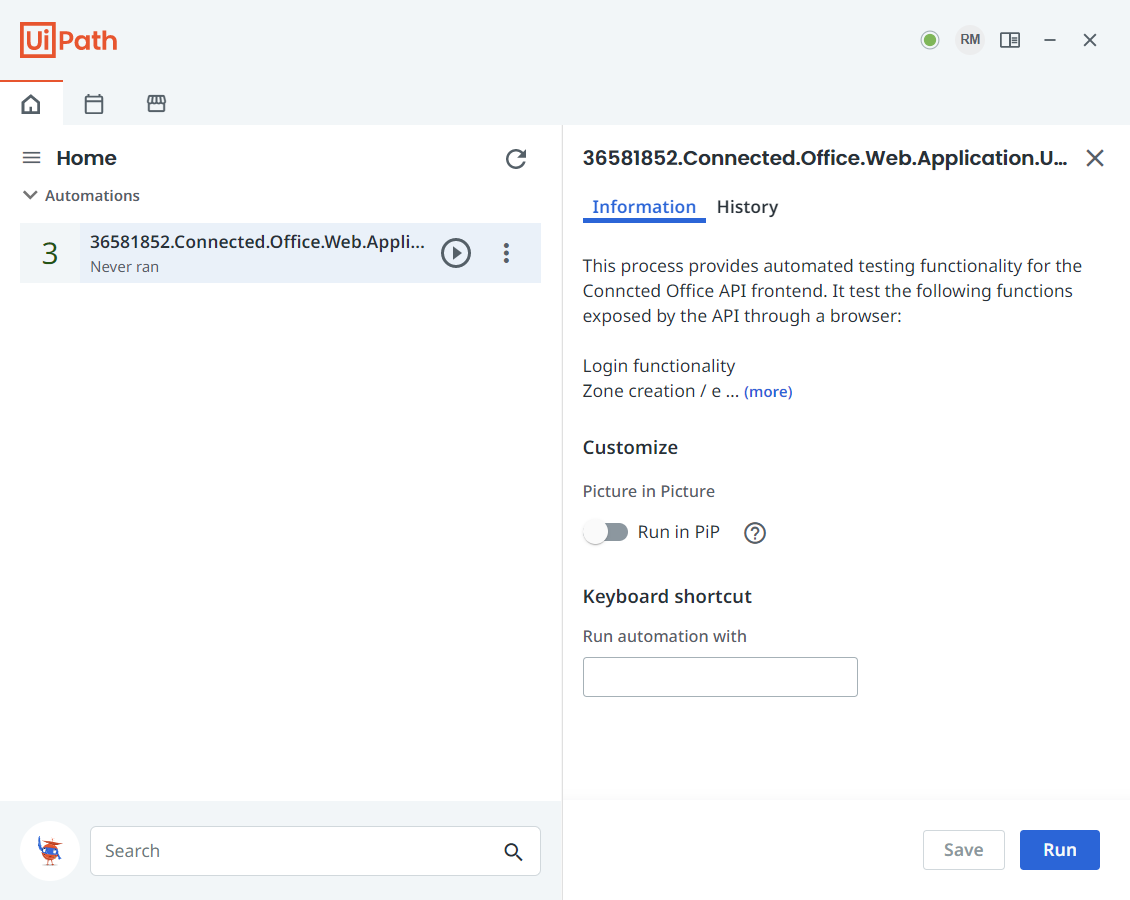 UiPath
RM
Home
Automations
3
36581852.Connected.Office.Web.Appli...
Never ran
Search
36581852.Connected.Office.Web.Application.U...
Information History
This process provides automated testing functionality for the
Conncted Office API frontend. It test the following functions
exposed by the API through a browser:
Login functionality
Zone creation / e ... (more)
Customize
Picture in Picture
Run in PiP
Keyboard shortcut
Run automation with
Save Run